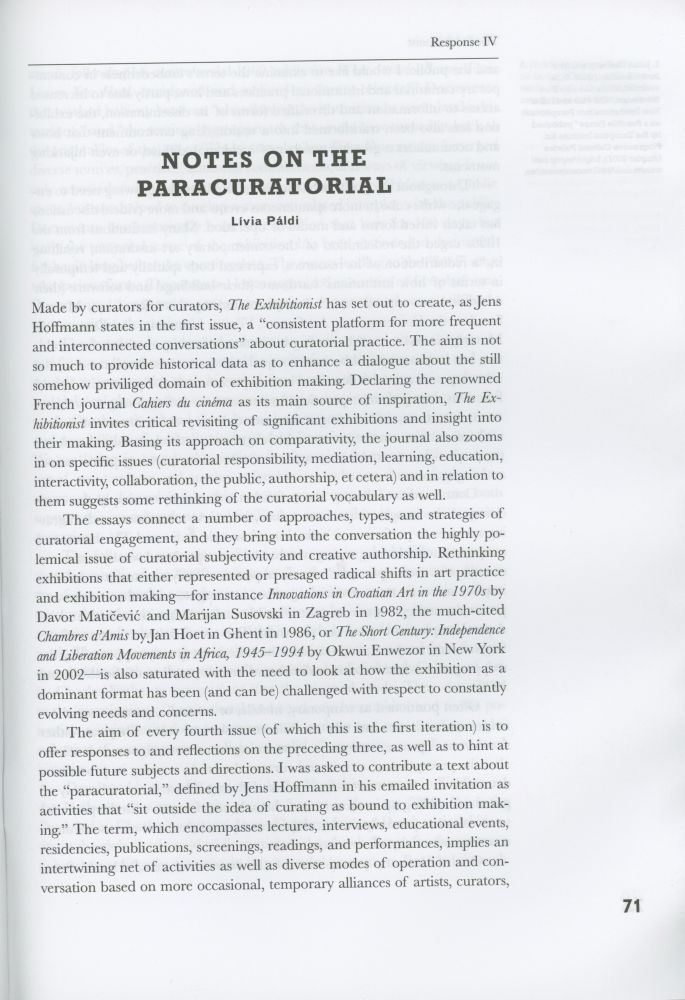 Response IV
NOTES ON THE
PARACURATORIAL
Lívia Páldi
Made by curators for curators, The Exhibitionist has set out to create, as Jens
Hoffmann states in the first issue, a “consistent platform for more frequent
and interconnected conversations” about curatorial practice. The aim is not
so much to provide historical data as to enhance a dialogue about the still
somehow priviliged domain of exhibition making. Declaring the renowned
French journal Cahiers du cinéma as its main source of inspiration, The Ex-
hibitionist invites critical revisiting of significant exhibitions and insight into
their making. Basing its approach on comparativity, the journal also zooms
in on specific issues (curatorial responsibility, mediation, learning, education,
interactivity, collaboration, the public, authorship, et cetera) and in relation to
them suggests some rethinking of the curatorial vocabulary as well.
The essays connect a number of approaches, types, and strategies of
curatorial engagement, and they bring into the conversation the highly po-
lemical issue of curatorial subjectivity and creative authorship. Rethinking
exhibitions that either represented or presaged radical shifts in art practice
and exhibition making—for instance Innovations in Croatian Art in the 1970s by
Davor Matičević and Marijan Susovski in Zagreb in 1982, the much-cited
Chambres d’Amis by Jan Hoet in Ghent in 1986, or The Short Century: Independence
and Liberation Movements in Africa, 1945–1994 by Okwui Enwezor in New York
in 2002—is also saturated with the need to look at how the exhibition as a
dominant format has been (and can be) challenged with respect to constantly
evolving needs and concerns.
The aim of every fourth issue (of which this is the first iteration) is to
offer responses to and reflections on the preceding three, as well as to hint at
possible future subjects and directions. I was asked to contribute a text about
the “paracuratorial,” defined by Jens Hoffmann in his emailed invitation as
activities that “sit outside the idea of curating as bound to exhibition mak-
ing.” The term, which encompasses lectures, interviews, educational events,
residencies, publications, screenings, readings, and performances, implies an
intertwining net of activities as well as diverse modes of operation and con-
versation based on more occasional, temporary alliances of artists, curators,
71